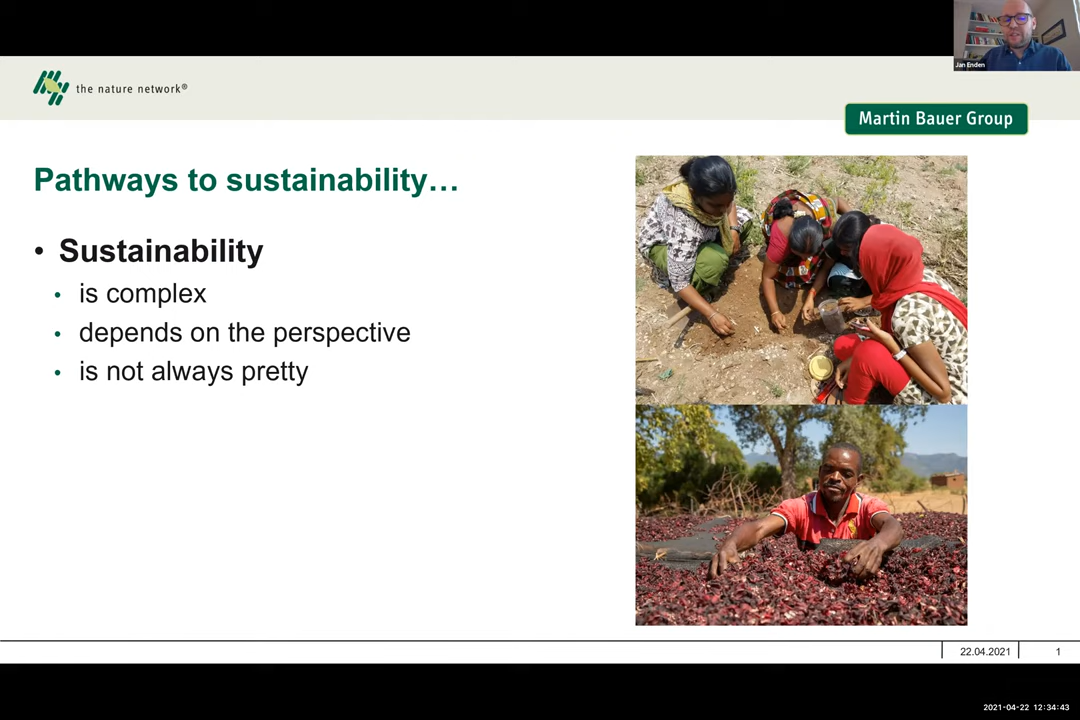 Jan Enden
the nature network®
Martin Bauer Group
Pathways to sustainability…
• Sustainability
• is complex
• depends on the perspective
• is not always pretty
22.04.2021
1
2021-04-22 12:34:43